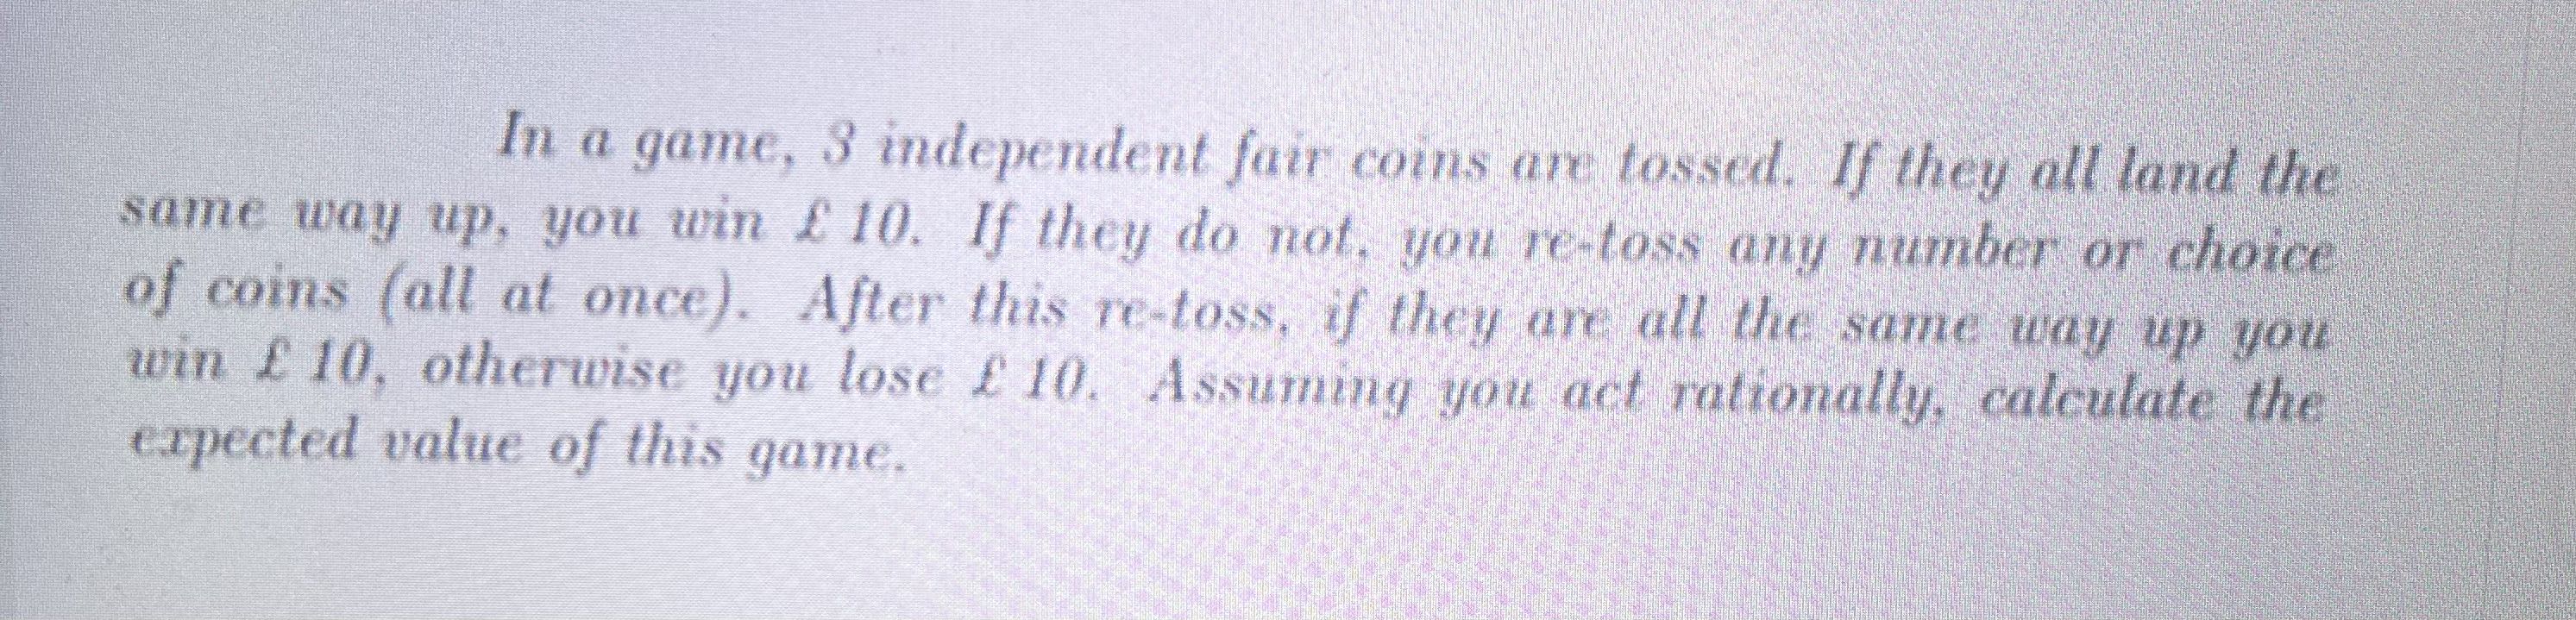 In a game, 3 independent fair coins are tossed. If they all land the
same way up, you win £ 10. If they do not, you re-toss any number or choice
of coins (all at once). After this re-toss, if they are all the same way up you
win £ 10, otherwise you lose £ 10. Assuming you act rationally, calculate the
expected value of this game.